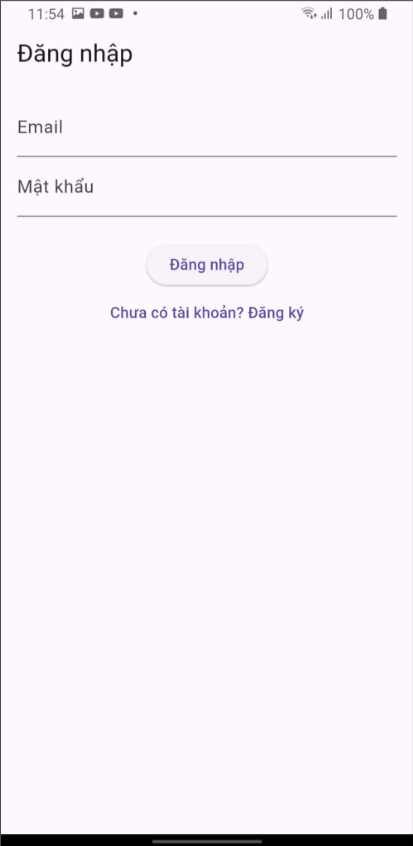 11:54 100%
Đăng nhập
Email
Mật khẩu
Đăng nhập
Chưa có tài khoản? Đăng ký